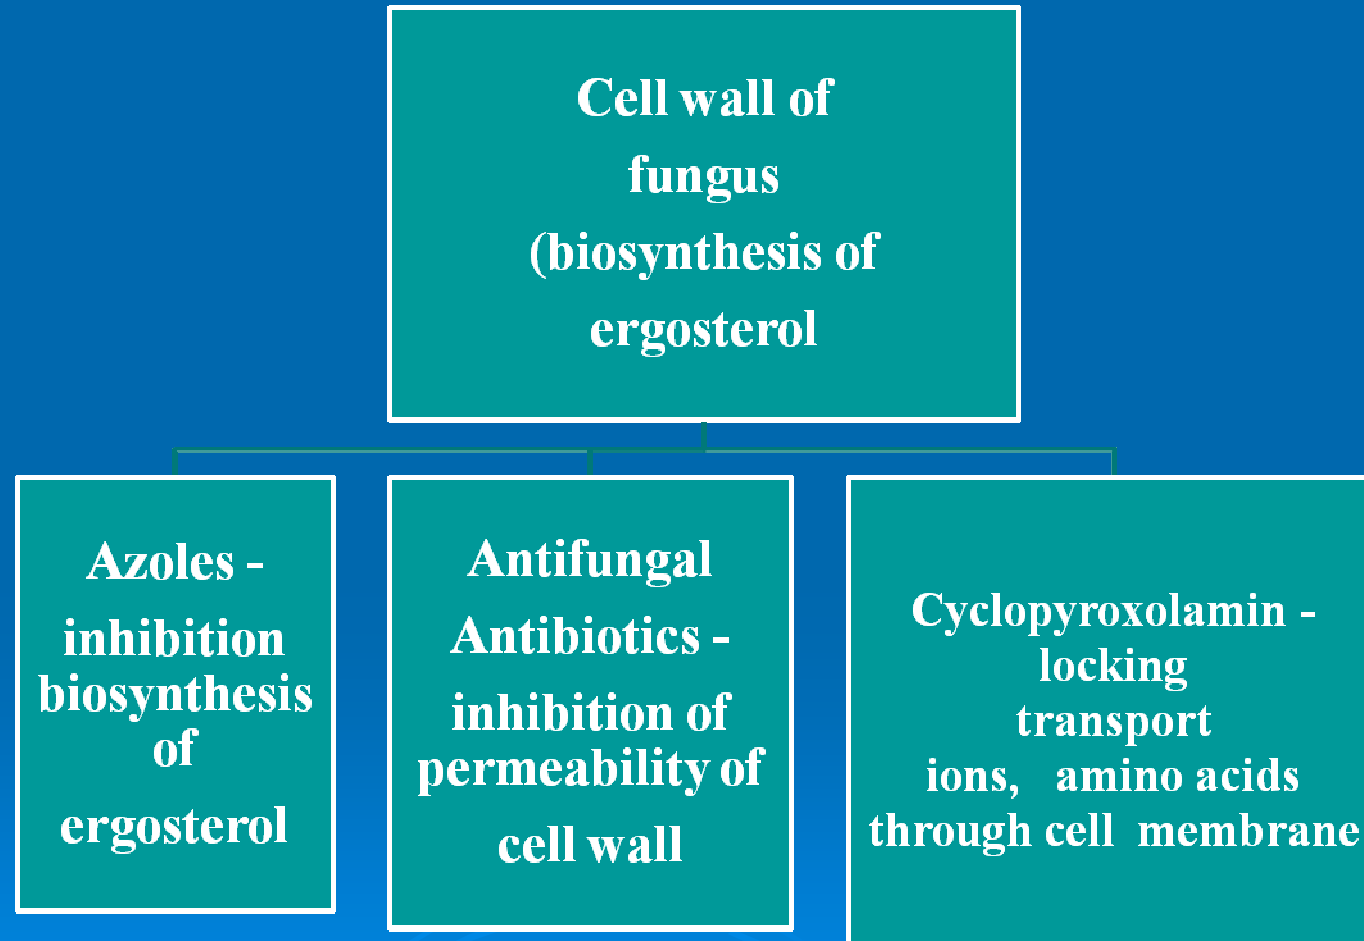 Cell wall of
fungus
(biosynthesis of
ergosterol
Azoles -
inhibition
biosynthesis
of
ergosterol
Antifungal
Antibiotics -
inhibition of
permeability of
cell wall
Cyclopyroxolamin -
locking
transport
ions, amino acids
through cell membrane